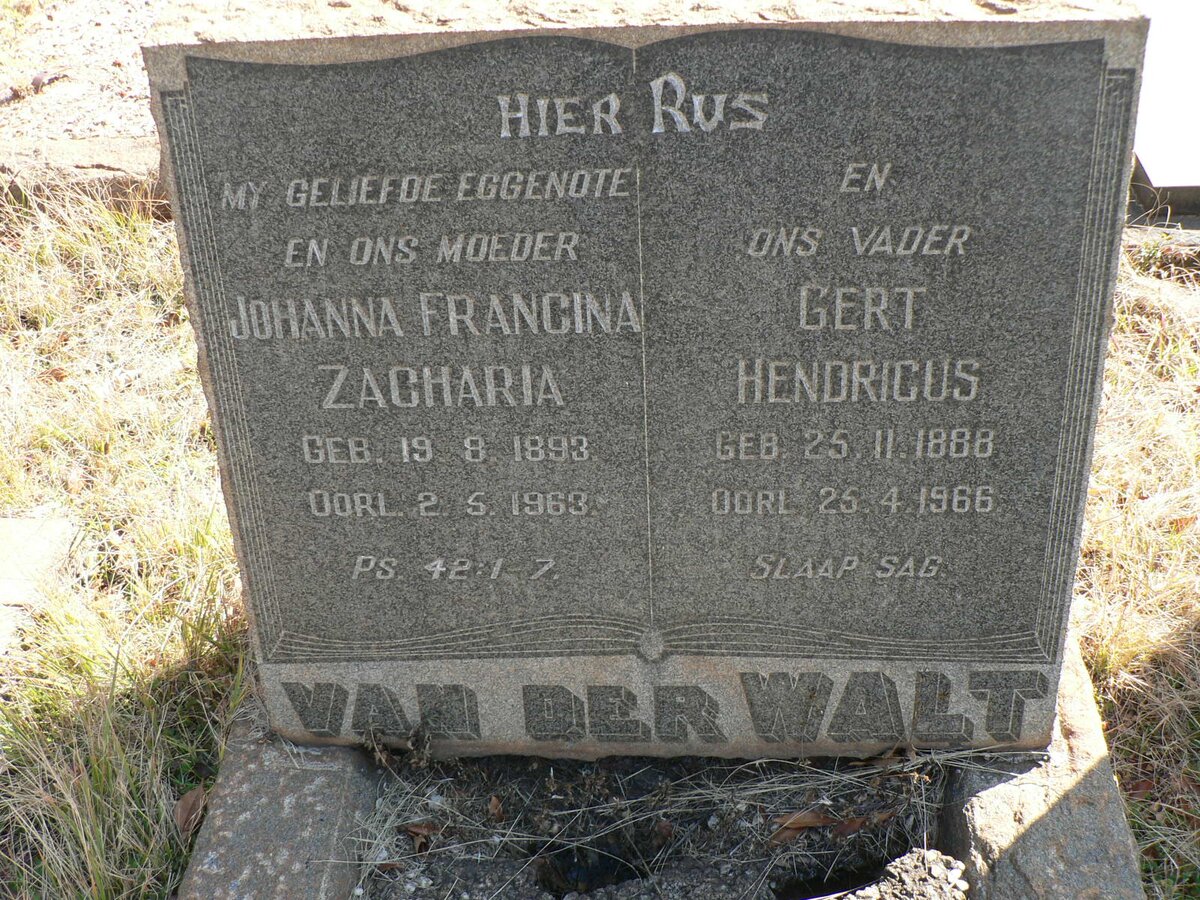 HIER RUS
MY GELIEFDE EGGENOTE
EN ONS MOEDER
JOHANNA FRANCINA
ZACHARIA
GEB. 19. 8. 1893.
OORL. 2. 5. 1963.
PS. 42:1. 7.
EN
ONS VADER
GERT
HENDRICUS
GEB. 25. 11. 1888
OORL. 25. 4. 1966.
SLAAP SAG.
VAN DER WALT